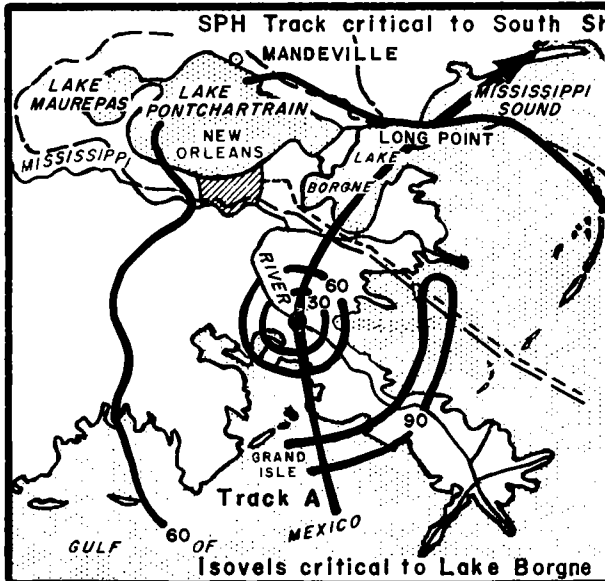 SPH Track critical to South Sh
MANDEVILLE
LAKE
MAUREPAS
LAKE
PONTCHARTRAIN
MISSISSIPPI
SOUND
NEW
ORLEANS
LONG POINT
MISSISSIPPI
LAKE
BORGNE
RIVER
60
30
90
GRAND
ISLE
Track A
MEXICO
60
GULF
OF
Isovels critical to Lake Borgne